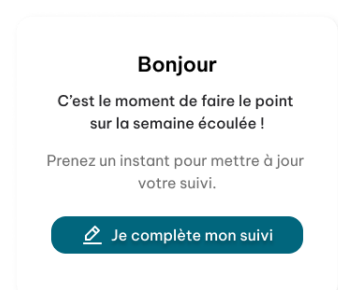 Bonjour
C’est le moment de faire le point
sur la semaine écoulée !
Prenez un instant pour mettre à jour
votre suivi.
Je complète mon suivi